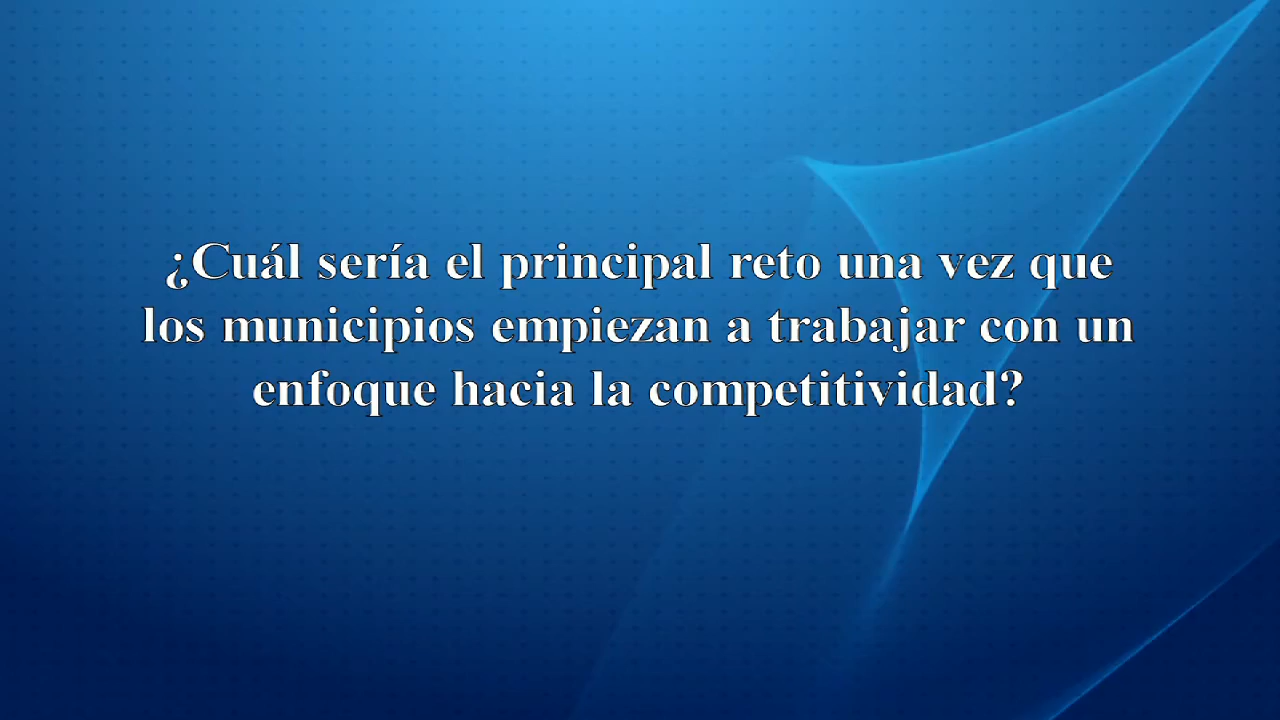 ¿Cuál sería el principal reto una vez que
los municipios empiezan a trabajar con un
enfoque hacia la competitividad?